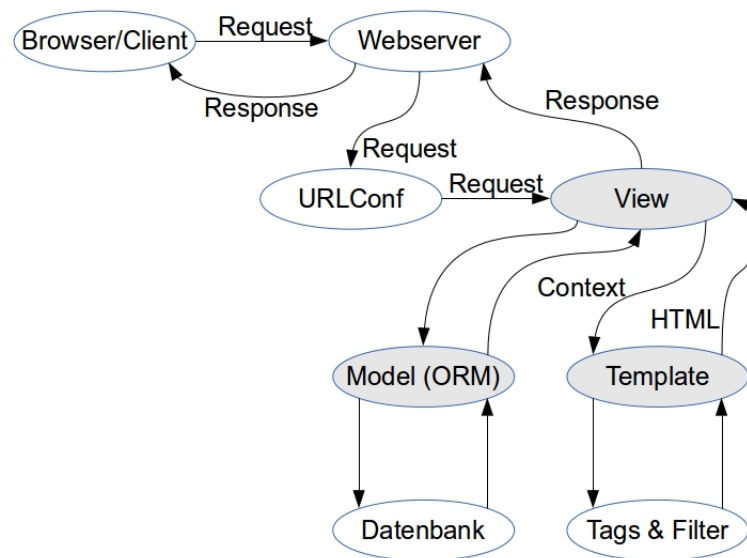 Browser/Client
Request
Webserver
Response
Response
Request
URLConf
Request
View
Context
HTML
Model (ORM)
Template
Datenbank
Tags & Filter